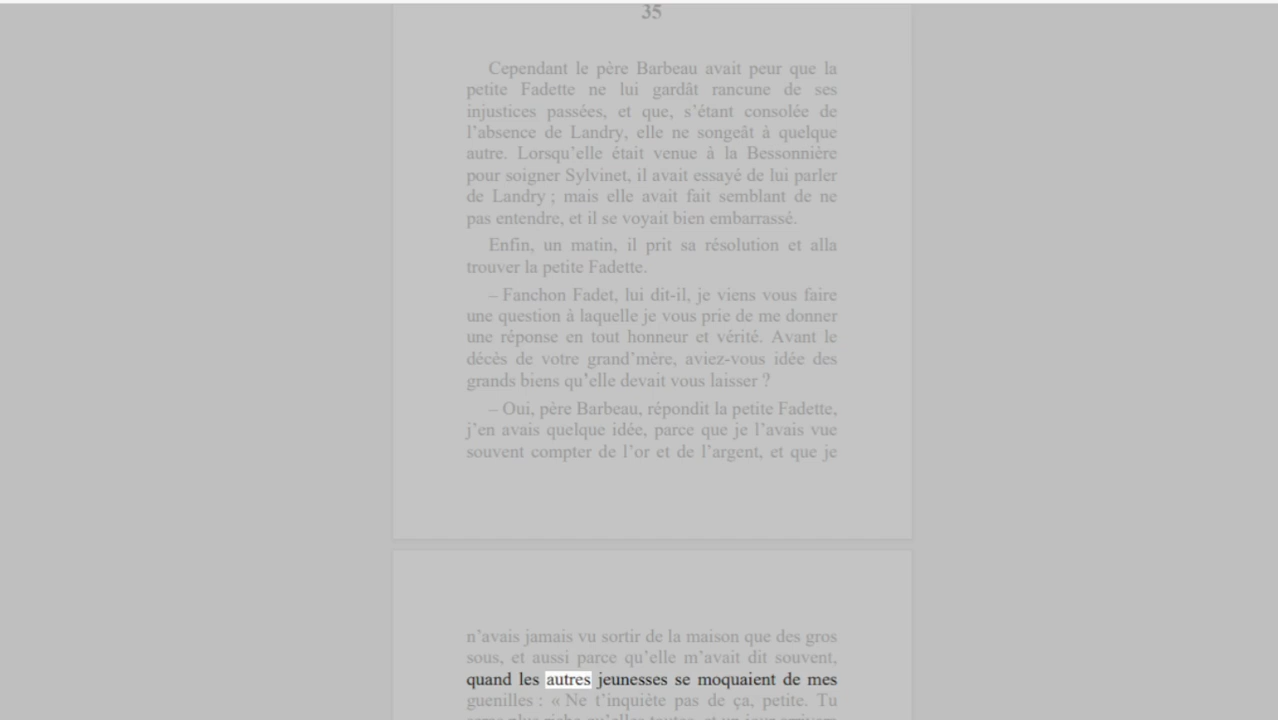 35
Cependant le père Barbeau avait peur que la
petite Fadette ne lui gardât rancune de ses
injustices passées, et que, s’étant consolée de
l’absence de Landry, elle ne songeât à quelque
autre. Lorsqu’elle était venue à la Bessonnière
pour soigner Sylvinet, il avait essayé de lui parler
de Landry ; mais elle avait fait semblant de ne
pas entendre, et il se voyait bien embarrassé.
Enfin, un matin, il prit sa résolution et alla
trouver la petite Fadette.
– Fanchon Fadet, lui dit-il, je viens vous faire
une question à laquelle je vous prie de me donner
une réponse en tout honneur et vérité. Avant le
décès de votre grand’mère, aviez-vous idée des
grands biens qu’elle devait vous laisser ?
– Oui, père Barbeau, répondit la petite Fadette,
j’en avais quelque idée, parce que je l’avais vue
souvent compter de l’or et de l’argent, et que je
n’avais jamais vu sortir de la maison que des gros
sous, et aussi parce qu’elle m’avait dit souvent,
quand les autres jeunesses se moquaient de mes
guenilles : « Ne t’inquiète pas de ça, petite. Tu